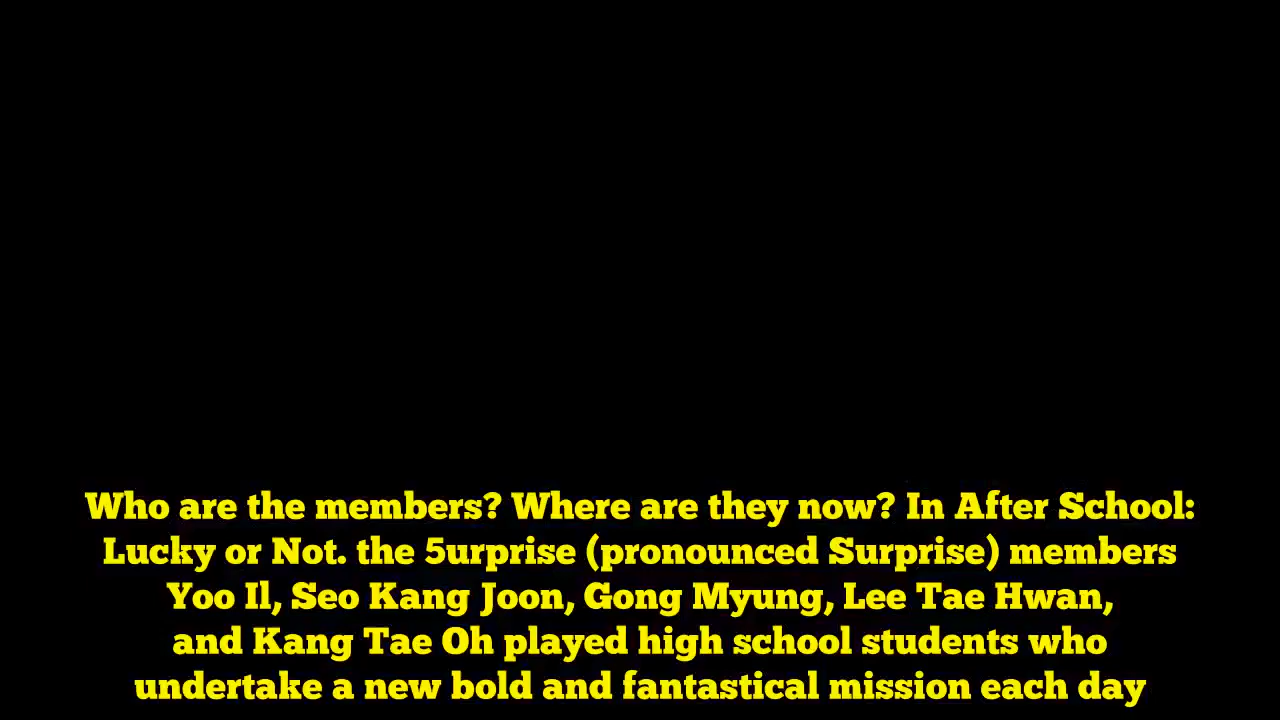 Who are the members? Where are they now? In After School:
Lucky or Not. the 5urprise (pronounced Surprise) members
Yoo Il, Seo Kang Joon, Gong Myung, Lee Tae Hwan,
and Kang Tae Oh played high school students who
undertake a new bold and fantastical mission each day